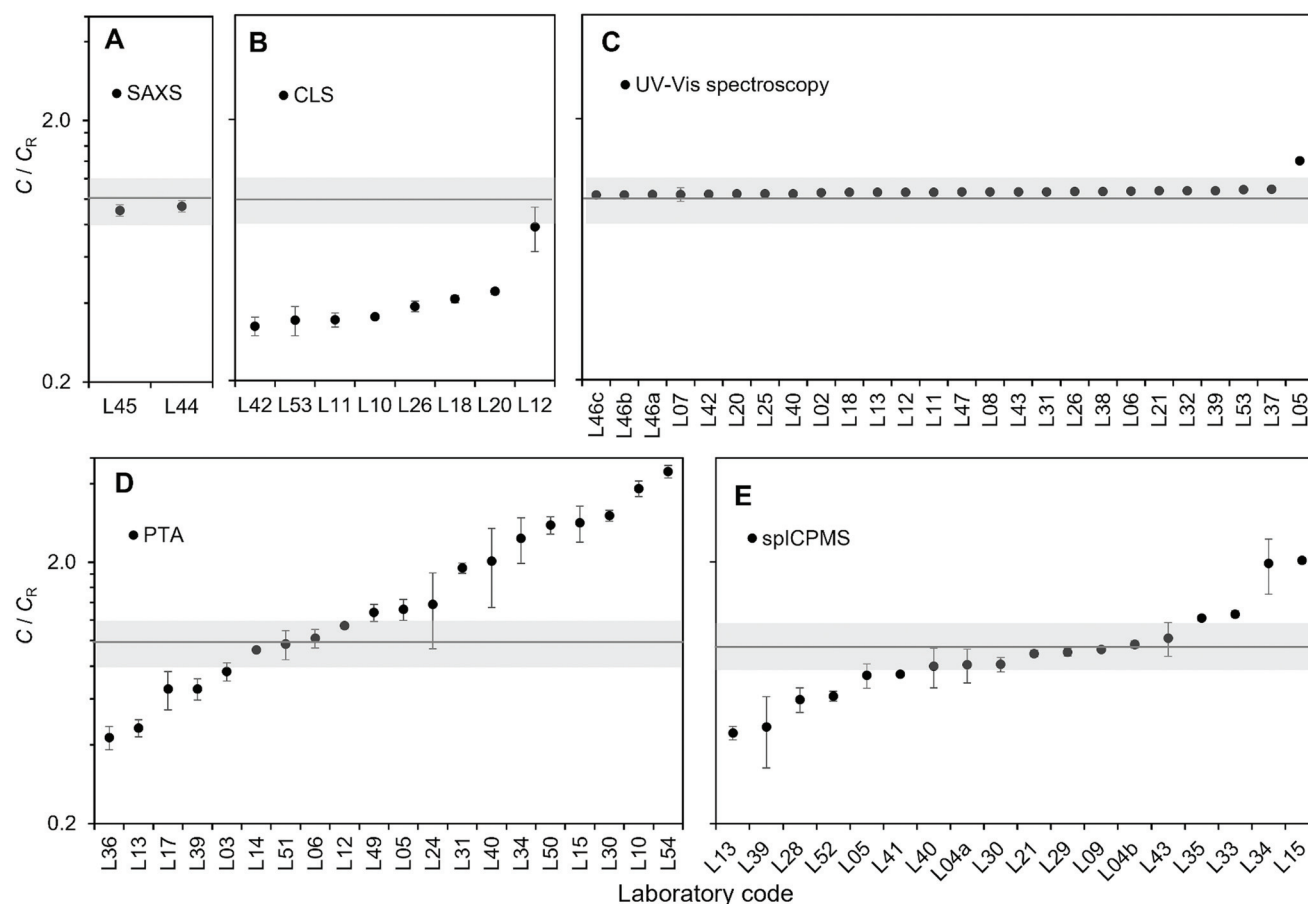 A
SAXS
B
CLS
C
UV-Vis spectroscopy
2.0
C / CR
0.2
L45 L44
L42 L53 L11 L10 L26 L18 L20 L12
L46c L46b L46a L07 L42 L20 L25 L40 L02 L18 L13 L12 L11 L47 L08 L43 L31 L26 L38 L06 L21 L32 L39 L53 L37 L05
D
PTA
E
spICPMS
2.0
C / CR
0.2
L36 L13 L17 L39 L03 L14 L51 L06 L12 L49 L05 L24 L31 L40 L34 L50 L15 L30 L10 L54
L13 L39 L28 L52 L05 L41 L40 L04a L30 L21 L29 L09 L04b L43 L35 L33 L34 L15
Laboratory code